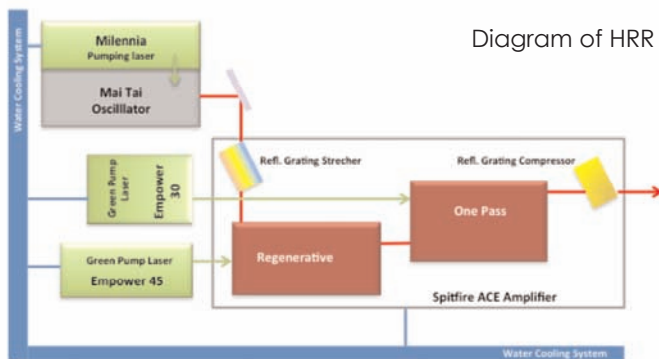 Diagram of HRR
Water Cooling System
Milennia
Pumping laser
Mai Tai
Oscilllator
Refl. Grating Strecher
Refl. Grating Compressor
Green Pump
Laser
Empower
30
One Pass
Green Pump Laser
Empower 45
Regenerative
Spitfire ACE Amplifier
Water Cooling System